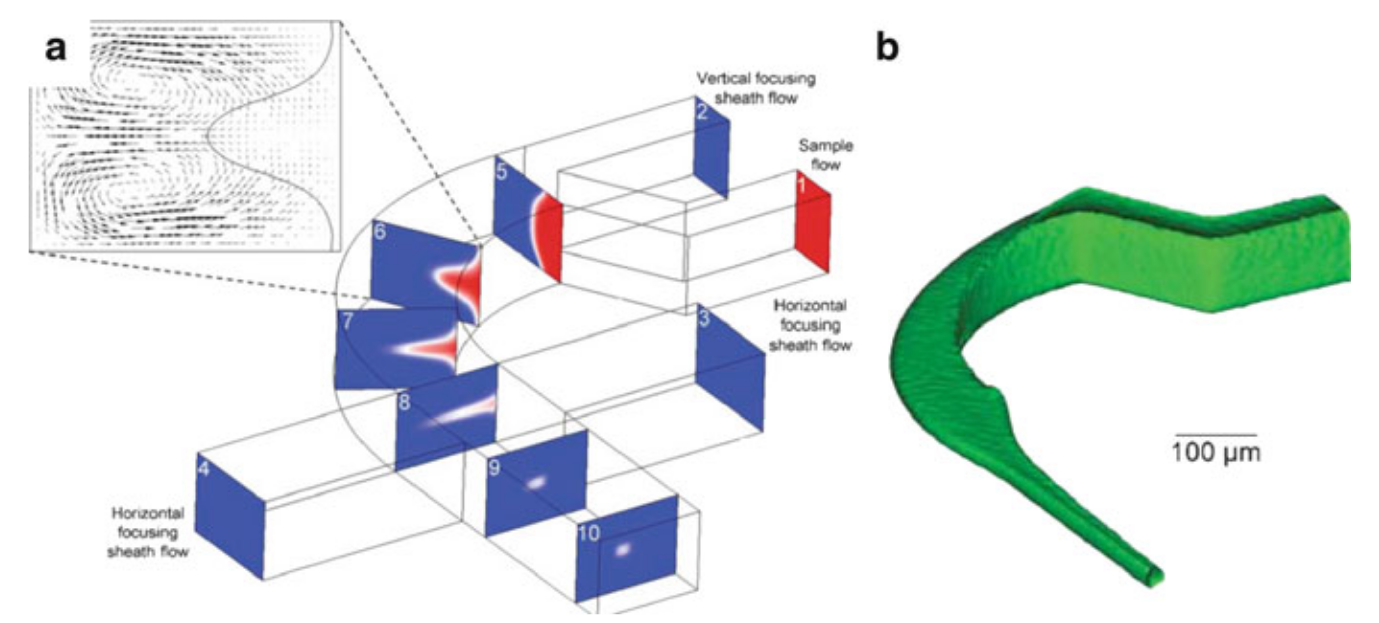 a
b
Vertical focusing
sheath flow
2
Sample
flow
1
5
6
Horizontal
focusing
sheath flow
3
7
8
4
9
10
Horizontal
focusing
sheath flow
100 µm